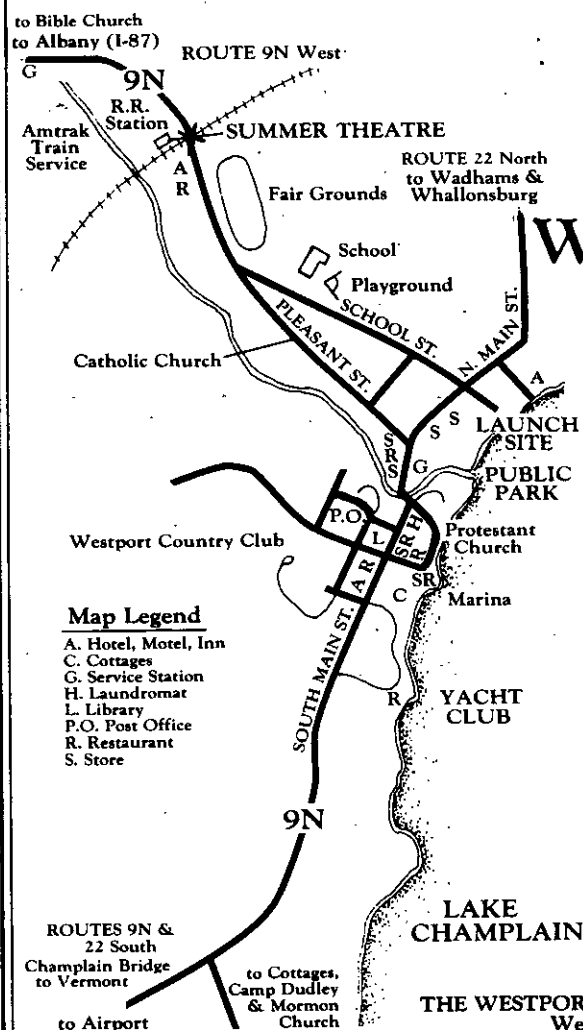 to Bible Church
to Albany (I-87)
G
9N
ROUTE 9N West
R.R.
Station
SUMMER THEATRE
Amtrak
Train
Service
A
R
ROUTE 22 North
to Wadhams &
Whallonsburg
Fair Grounds
W
School
Playground
SCHOOL ST.
PLEASANT ST.
N. MAIN ST.
Catholic Church
A
S
S
LAUNCH
SITE
S
R
S
G
PUBLIC
PARK
P.O.
L
H
SR
R
Protestant
Church
Westport Country Club
A R
SR
C
Marina
Map Legend
A. Hotel, Motel, Inn
C. Cottages
G. Service Station
H. Laundromat
L. Library
P.O. Post Office
R. Restaurant
S. Store
SOUTH MAIN ST.
R
YACHT
CLUB
9N
LAKE
CHAMPLAIN
ROUTES 9N &
22 South
Champlain Bridge
to Vermont
to Airport
to Cottages,
Camp Dudley
& Mormon
Church
THE WESTPOR
We